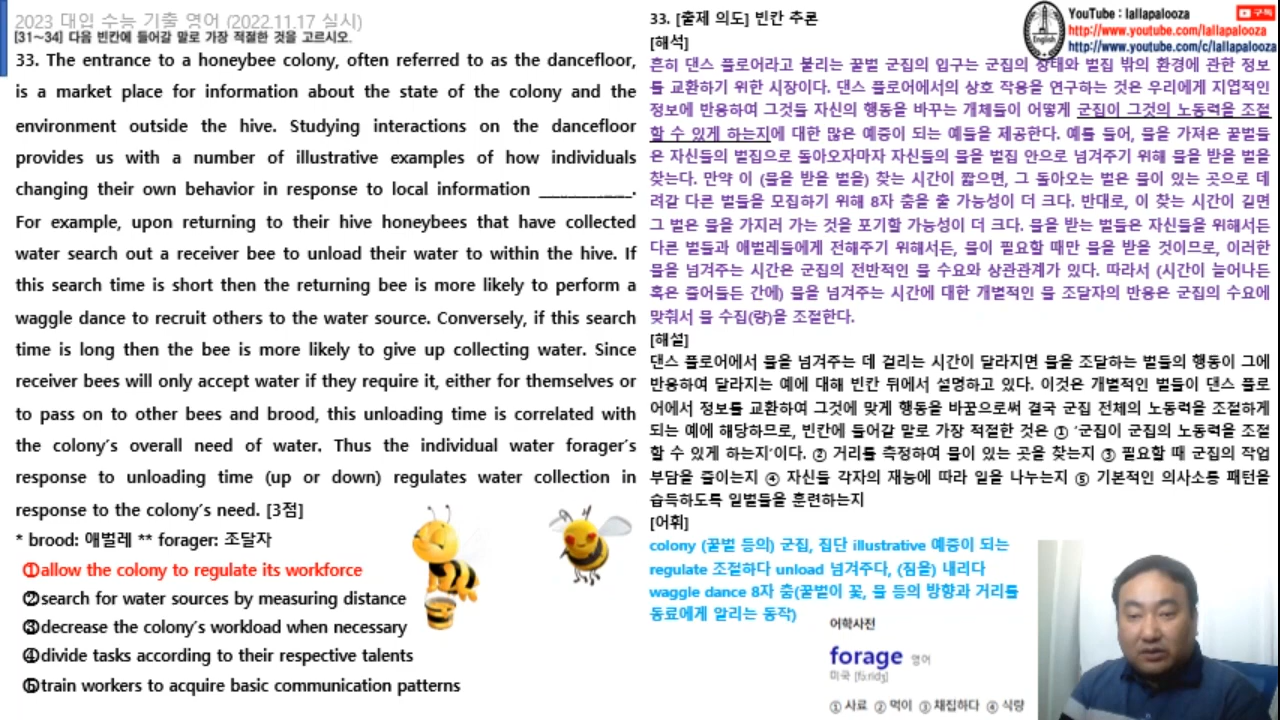 2023 대입 수능 기출 영어 (2022.11.17 실시)
[31~34] 다음 빈칸에 들어갈 말로 가장 적절한 것을 고르시오.
33. The entrance to a honeybee colony, often referred to as the dancefloor,
is a market place for information about the state of the colony and the
environment outside the hive. Studying interactions on the dancefloor
provides us with a number of illustrative examples of how individuals
changing their own behavior in response to local information __________.
For example, upon returning to their hive honeybees that have collected
water search out a receiver bee to unload their water to within the hive. If
this search time is short then the returning bee is more likely to perform a
waggle dance to recruit others to the water source. Conversely, if this search
time is long then the bee is more likely to give up collecting water. Since
receiver bees will only accept water if they require it, either for themselves or
to pass on to other bees and brood, this unloading time is correlated with
the colony's overall need of water. Thus the individual water forager's
response to unloading time (up or down) regulates water collection in
response to the colony's need. [3점]
* brood: 애벌레 ** forager: 조달자
①allow the colony to regulate its workforce
②search for water sources by measuring distance
③decrease the colony's workload when necessary
④divide tasks according to their respective talents
⑤train workers to acquire basic communication patterns
33. [출제 의도] 빈칸 추론
[해석]
흔히 댄스 플로어라고 불리는 꿀벌 군집의 입구는 군집의 상태와 벌집 밖의 환경에 관한 정보
를 교환하기 위한 시장이다. 댄스 플로어에서의 상호 작용을 연구하는 것은 우리에게 지엽적인
정보에 반응하여 그것들 자신의 행동을 바꾸는 개체들이 어떻게 군집이 그것의 노동력을 조절
할 수 있게 하는지에 대한 많은 예증이 되는 예들을 제공한다. 예를 들어, 물을 가져온 꿀벌들
은 자신들의 벌집으로 돌아오자마자 자신들의 물을 벌집 안으로 넘겨주기 위해 물을 받을 벌을
찾는다. 만약 이 (물을 받을 벌을) 찾는 시간이 짧으면, 그 돌아오는 벌은 물이 있는 곳으로 데
려갈 다른 벌들을 모집하기 위해 8자 춤을 출 가능성이 더 크다. 반대로, 이 찾는 시간이 길면
그 벌은 물을 가지러 가는 것을 포기할 가능성이 더 크다. 물을 받는 벌들은 자신들을 위해서든
다른 벌들과 애벌레들에게 전해주기 위해서든, 물이 필요할 때만 물을 받을 것이므로, 이러한
물을 넘겨주는 시간은 군집의 전반적인 물 수요와 상관관계가 있다. 따라서 (시간이 늘어나든
혹은 줄어들든 간에) 물을 넘겨주는 시간에 대한 개별적인 물 조달자의 반응은 군집의 수요에
맞춰서 물 수집(량)을 조절한다.
[해설]
댄스 플로어에서 물을 넘겨주는 데 걸리는 시간이 달라지면 물을 조달하는 벌들의 행동이 그에
반응하여 달라지는 예에 대해 빈칸 뒤에서 설명하고 있다. 이것은 개별적인 벌들이 댄스 플로
어에서 정보를 교환하여 그것에 맞게 행동을 바꿈으로써 결국 군집 전체의 노동력을 조절하게
되는 예에 해당하므로, 빈칸에 들어갈 말로 가장 적절한 것은 ① '군집이 군집의 노동력을 조절
할 수 있게 하는지'이다. ② 거리를 측정하여 물이 있는 곳을 찾는지 ③ 필요할 때 군집의 작업
부담을 줄이는지 ④ 자신들 각자의 재능에 따라 일을 나누는지 ⑤ 기본적인 의사소통 패턴을
습득하도록 일벌들을 훈련하는지
[어휘]
colony (꿀벌 등의) 군집, 집단 illustrative 예증이 되는
regulate 조절하다 unload 넘겨주다, (짐을) 내리다
waggle dance 8자 춤(꿀벌이 꽃, 물 등의 방향과 거리를
동료에게 알리는 동작)
어학사전
forage 영어
미국 [fɔ:ridʒ]
① 사료 ② 먹이 ③ 채집하다 ④ 식량
English
YouTube : lallapalooza
구독
http://www.youtube.com/lallapalooza
http://www.youtube.com/c/lallapalooza